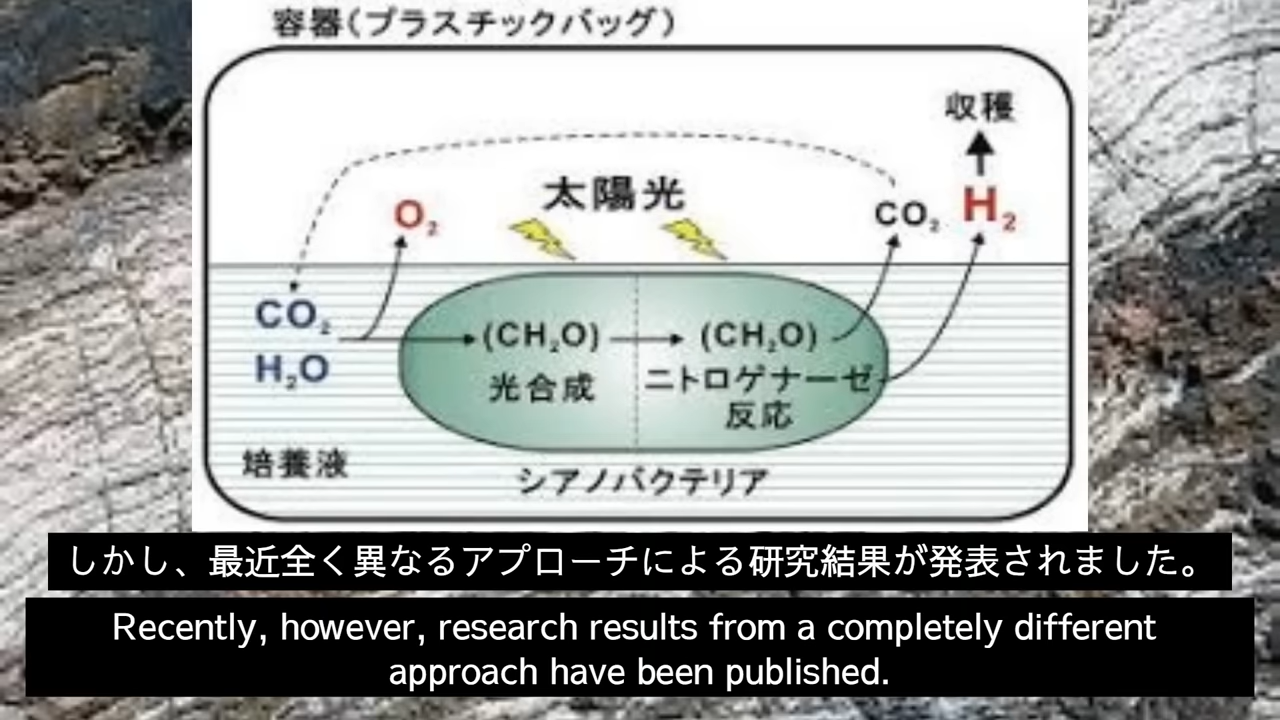 容器(プラスチックバッグ)
収穫
太陽光
O₂
CO₂
H₂
CO₂
H₂O
(CH₂O)
(CH₂O)
光合成
ニトロゲナーゼ
反応
培養液
シアノバクテリア
しかし、最近全く異なるアプローチによる研究結果が発表されました。
Recently, however, research results from a completely different
approach have been published.